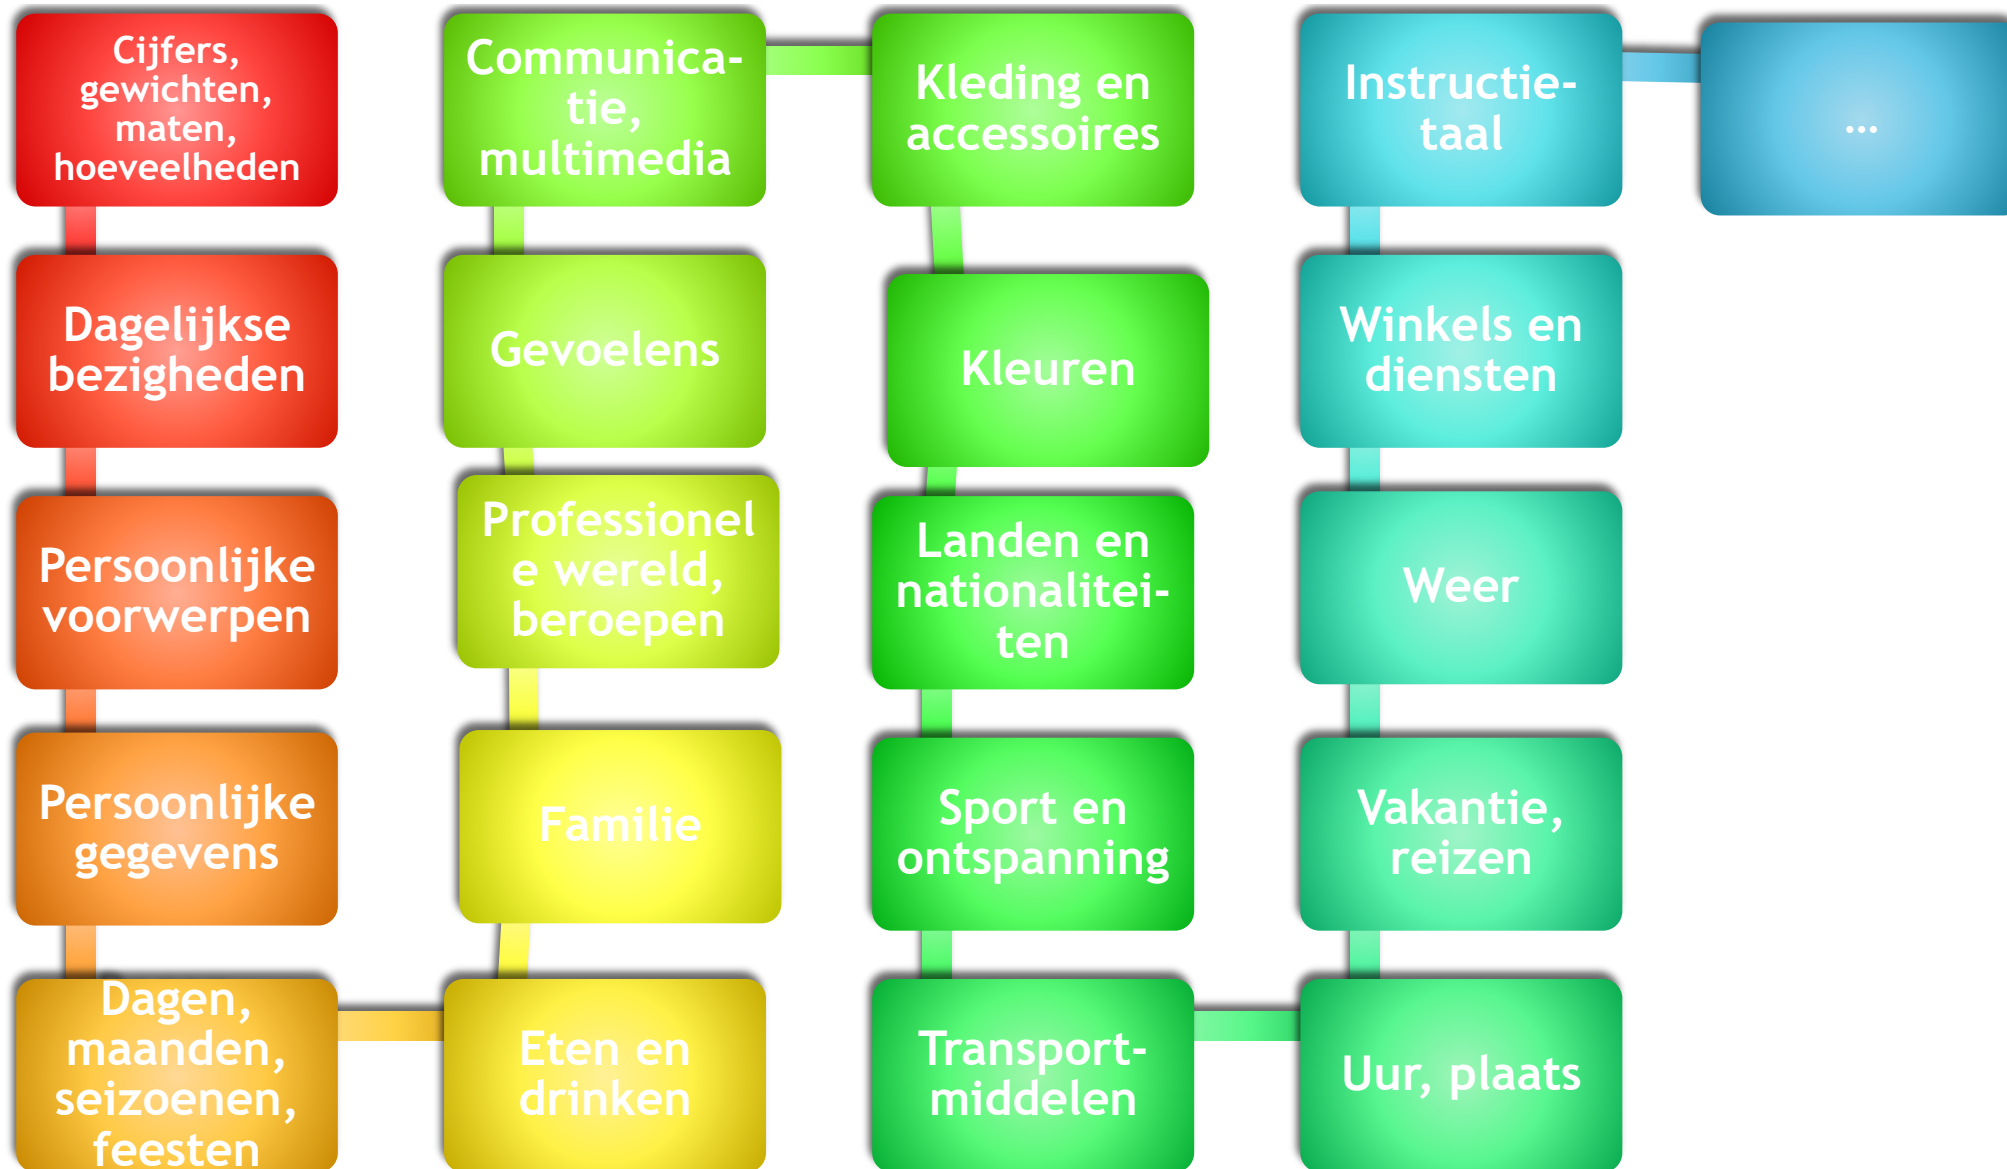 Cijfers,
gewichten,
maten,
hoeveelheden
Dagelijkse
bezigheden
Persoonlijke
voorwerpen
Persoonlijke
gegevens
Dagen,
maanden,
seizoenen,
feesten
Eten en
drinken
Familie
Professionel
e wereld,
beroepen
Gevoelens
Communica-
tie,
multimedia
Kleding en
accessoires
Kleuren
Landen en
nationalitei-
ten
Sport en
ontspanning
Transport-
middelen
Uur, plaats
Vakantie,
reizen
Weer
Winkels en
diensten
Instructie-
taal
...